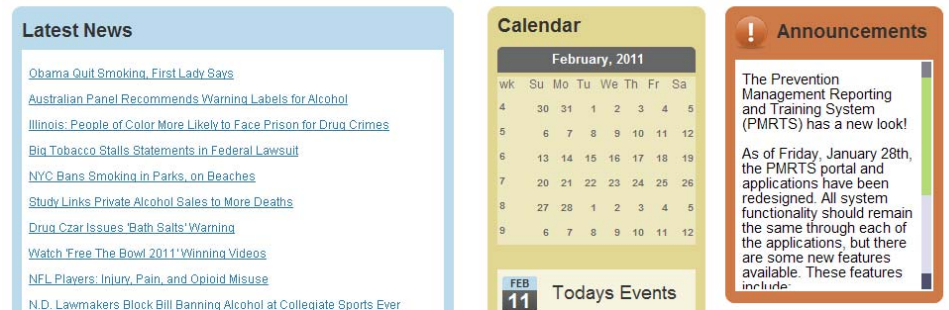 Latest News
Obama Quit Smoking, First Lady Says
Australian Panel Recommends Warning Labels for Alcohol
Illinois: People of Color More Likely to Face Prison for Drug Crimes
Big Tobacco Stalls Statements in Federal Lawsuit
NYC Bans Smoking in Parks, on Beaches
Study Links Private Alcohol Sales to More Deaths
Drug Czar Issues 'Bath Salts' Warning
Watch 'Free The Bowl 2011' Winning Videos
NFL Players: Injury, Pain, and Opioid Misuse
N.D. Lawmakers Block Bill Banning Alcohol at Collegiate Sports Ever
Calendar
February, 2011
wk Su Mo Tu We Th Fr Sa
4 30 31 1 2 3 4 5
5 6 7 8 9 10 11 12
6 13 14 15 16 17 18 19
7 20 21 22 23 24 25 26
8 27 28 1 2 3 4 5
9 6 7 8 9 10 11 12
FEB
11 Todays Events
! Announcements
The Prevention
Management Reporting
and Training System
(PMRTS) has a new look!
As of Friday, January 28th,
the PMRTS portal and
applications have been
redesigned. All system
functionality should remain
the same through each of
the applications, but there
are some new features
available. These features
include: